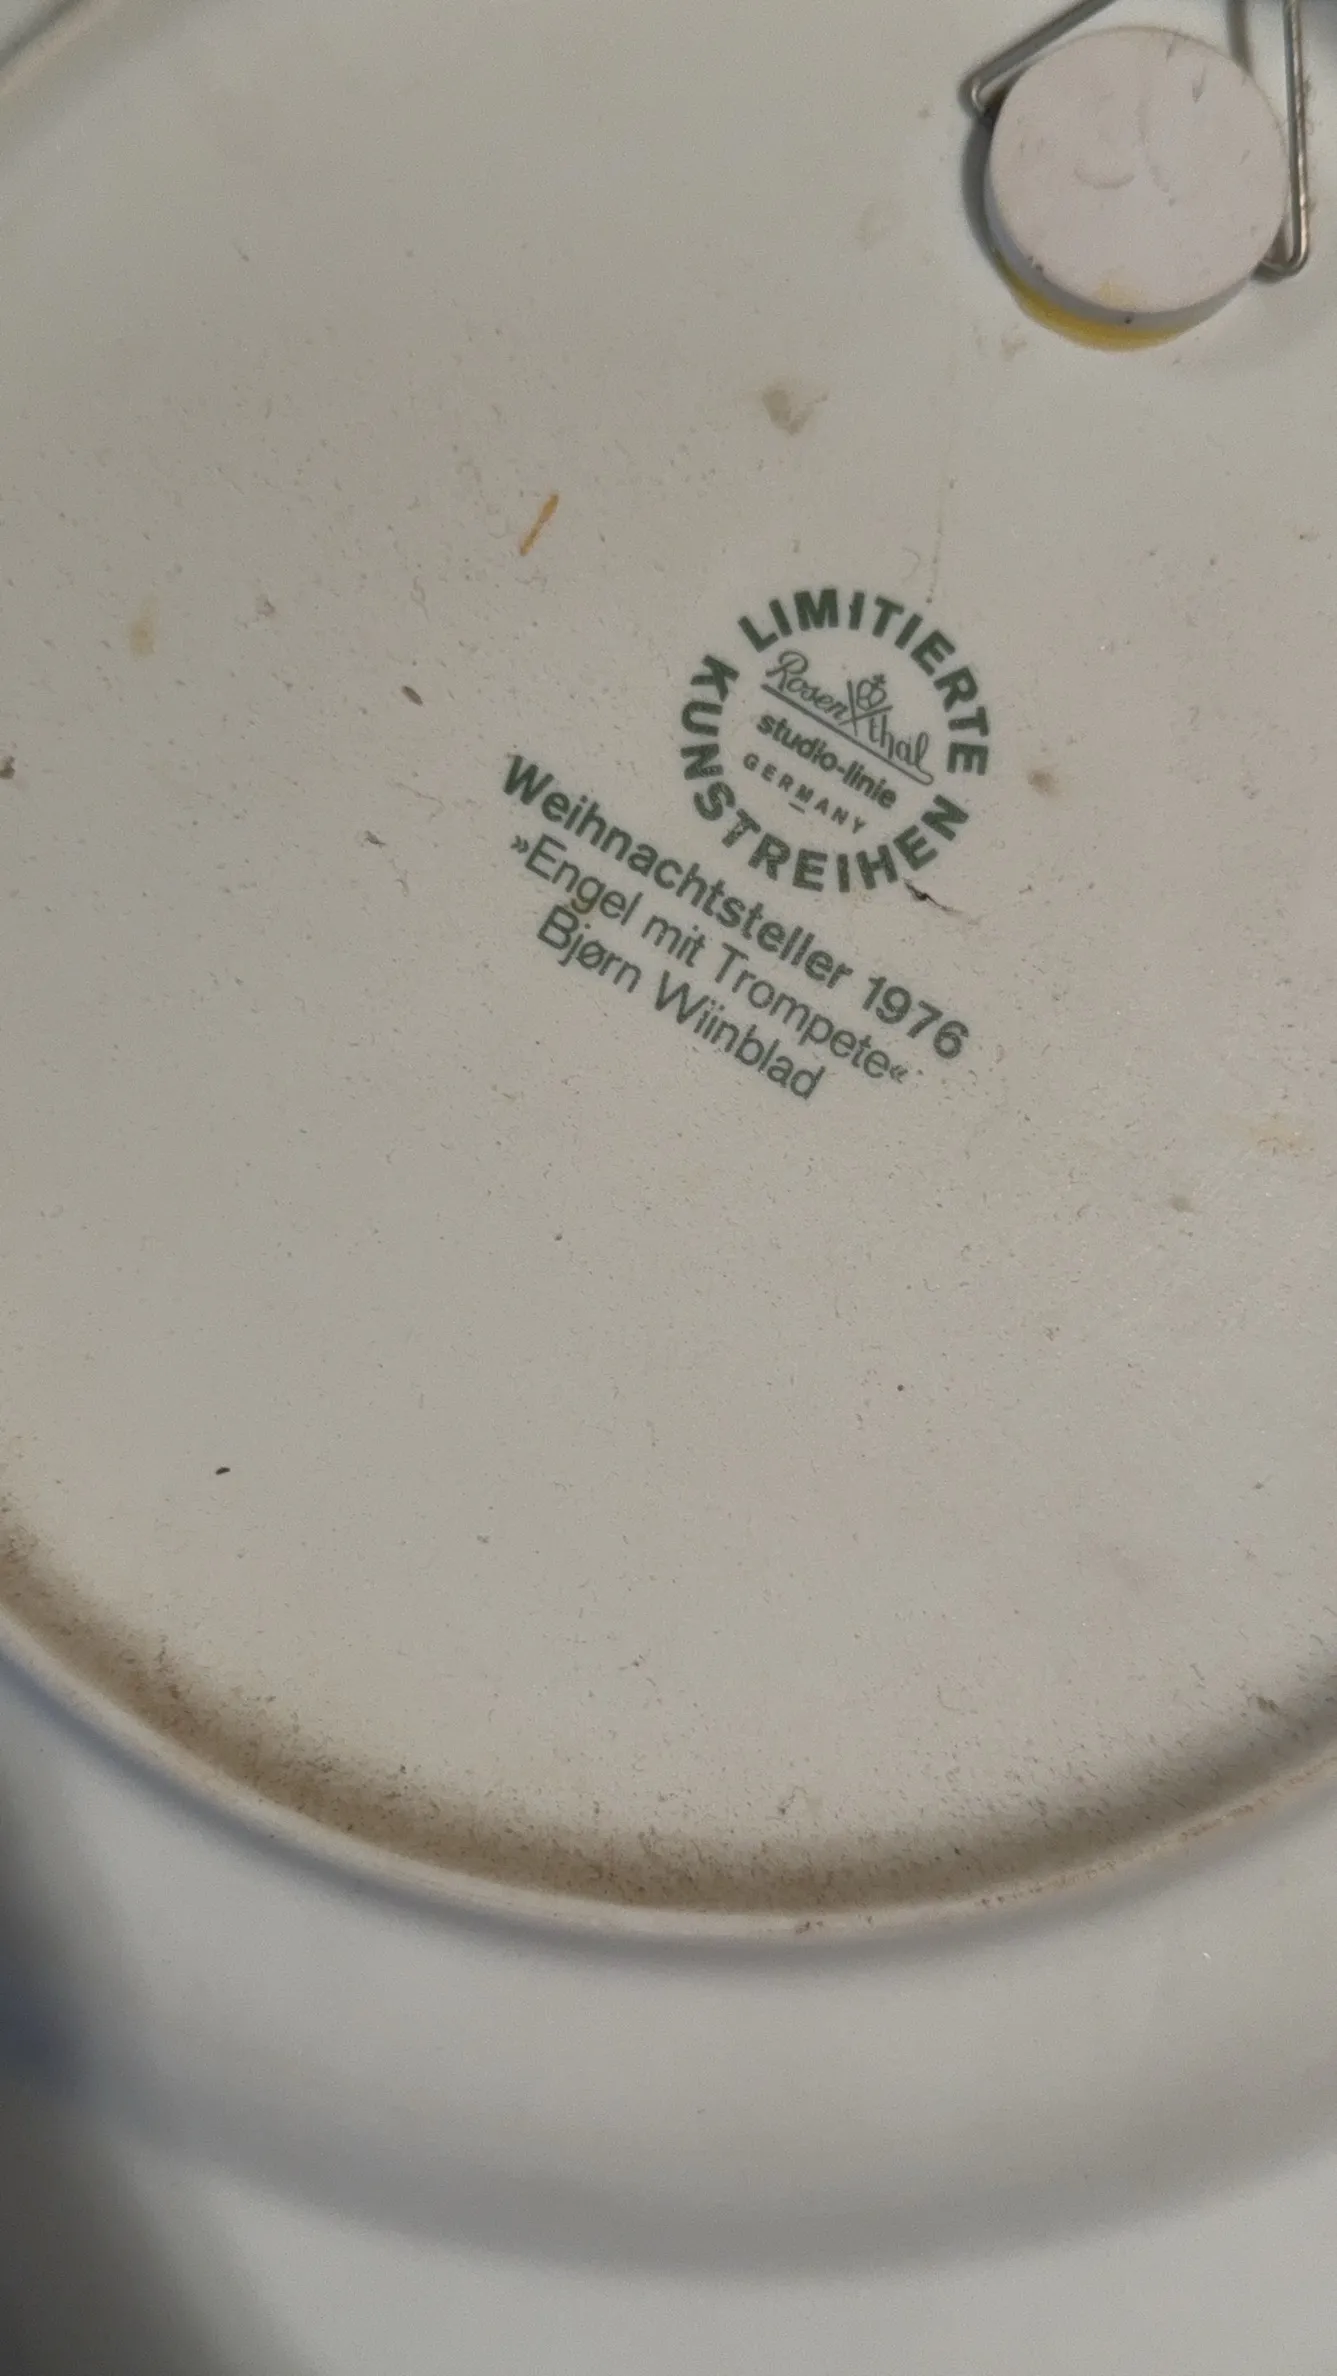 LIMITIERTE
Rosenthal
studio-linie
GERMANY
KUNSTREIHEN
Weihnachtsteller 1976
»Engel mit Trompete«
Bjørn Wiinblad